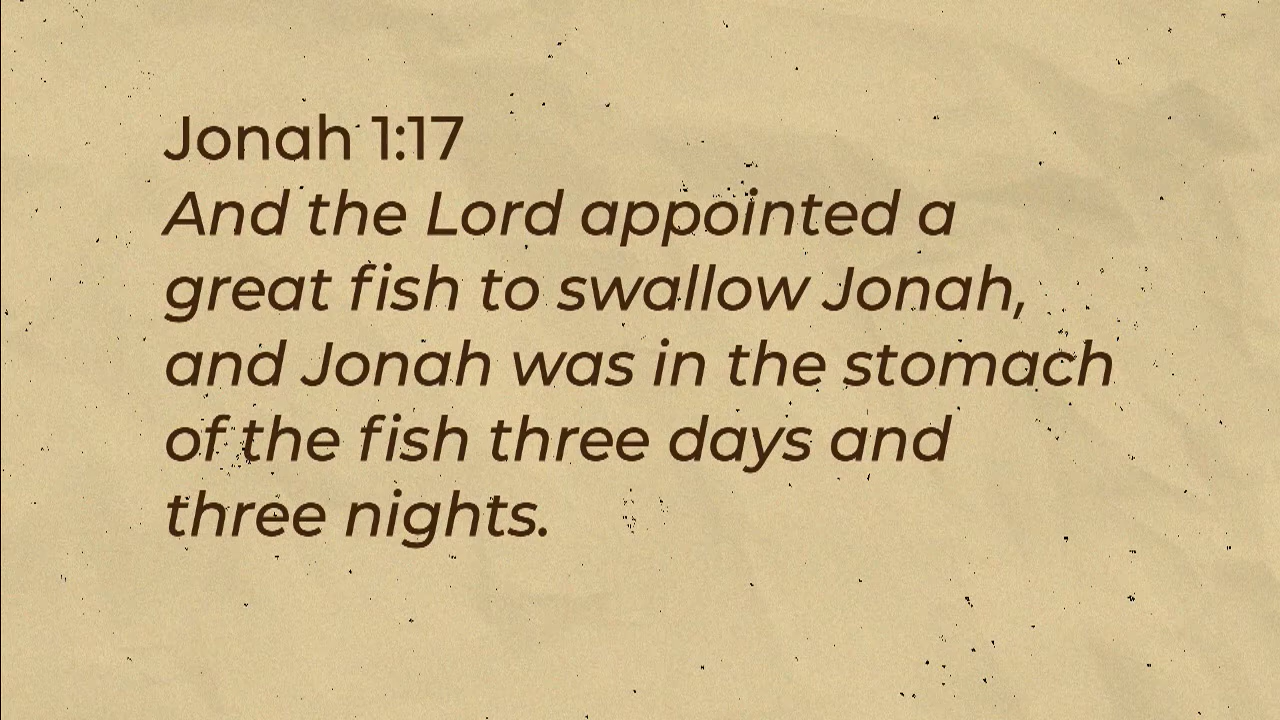 Jonah 1:17
And the Lord appointed a
great fish to swallow Jonah,
and Jonah was in the stomach
of the fish three days and
three nights.